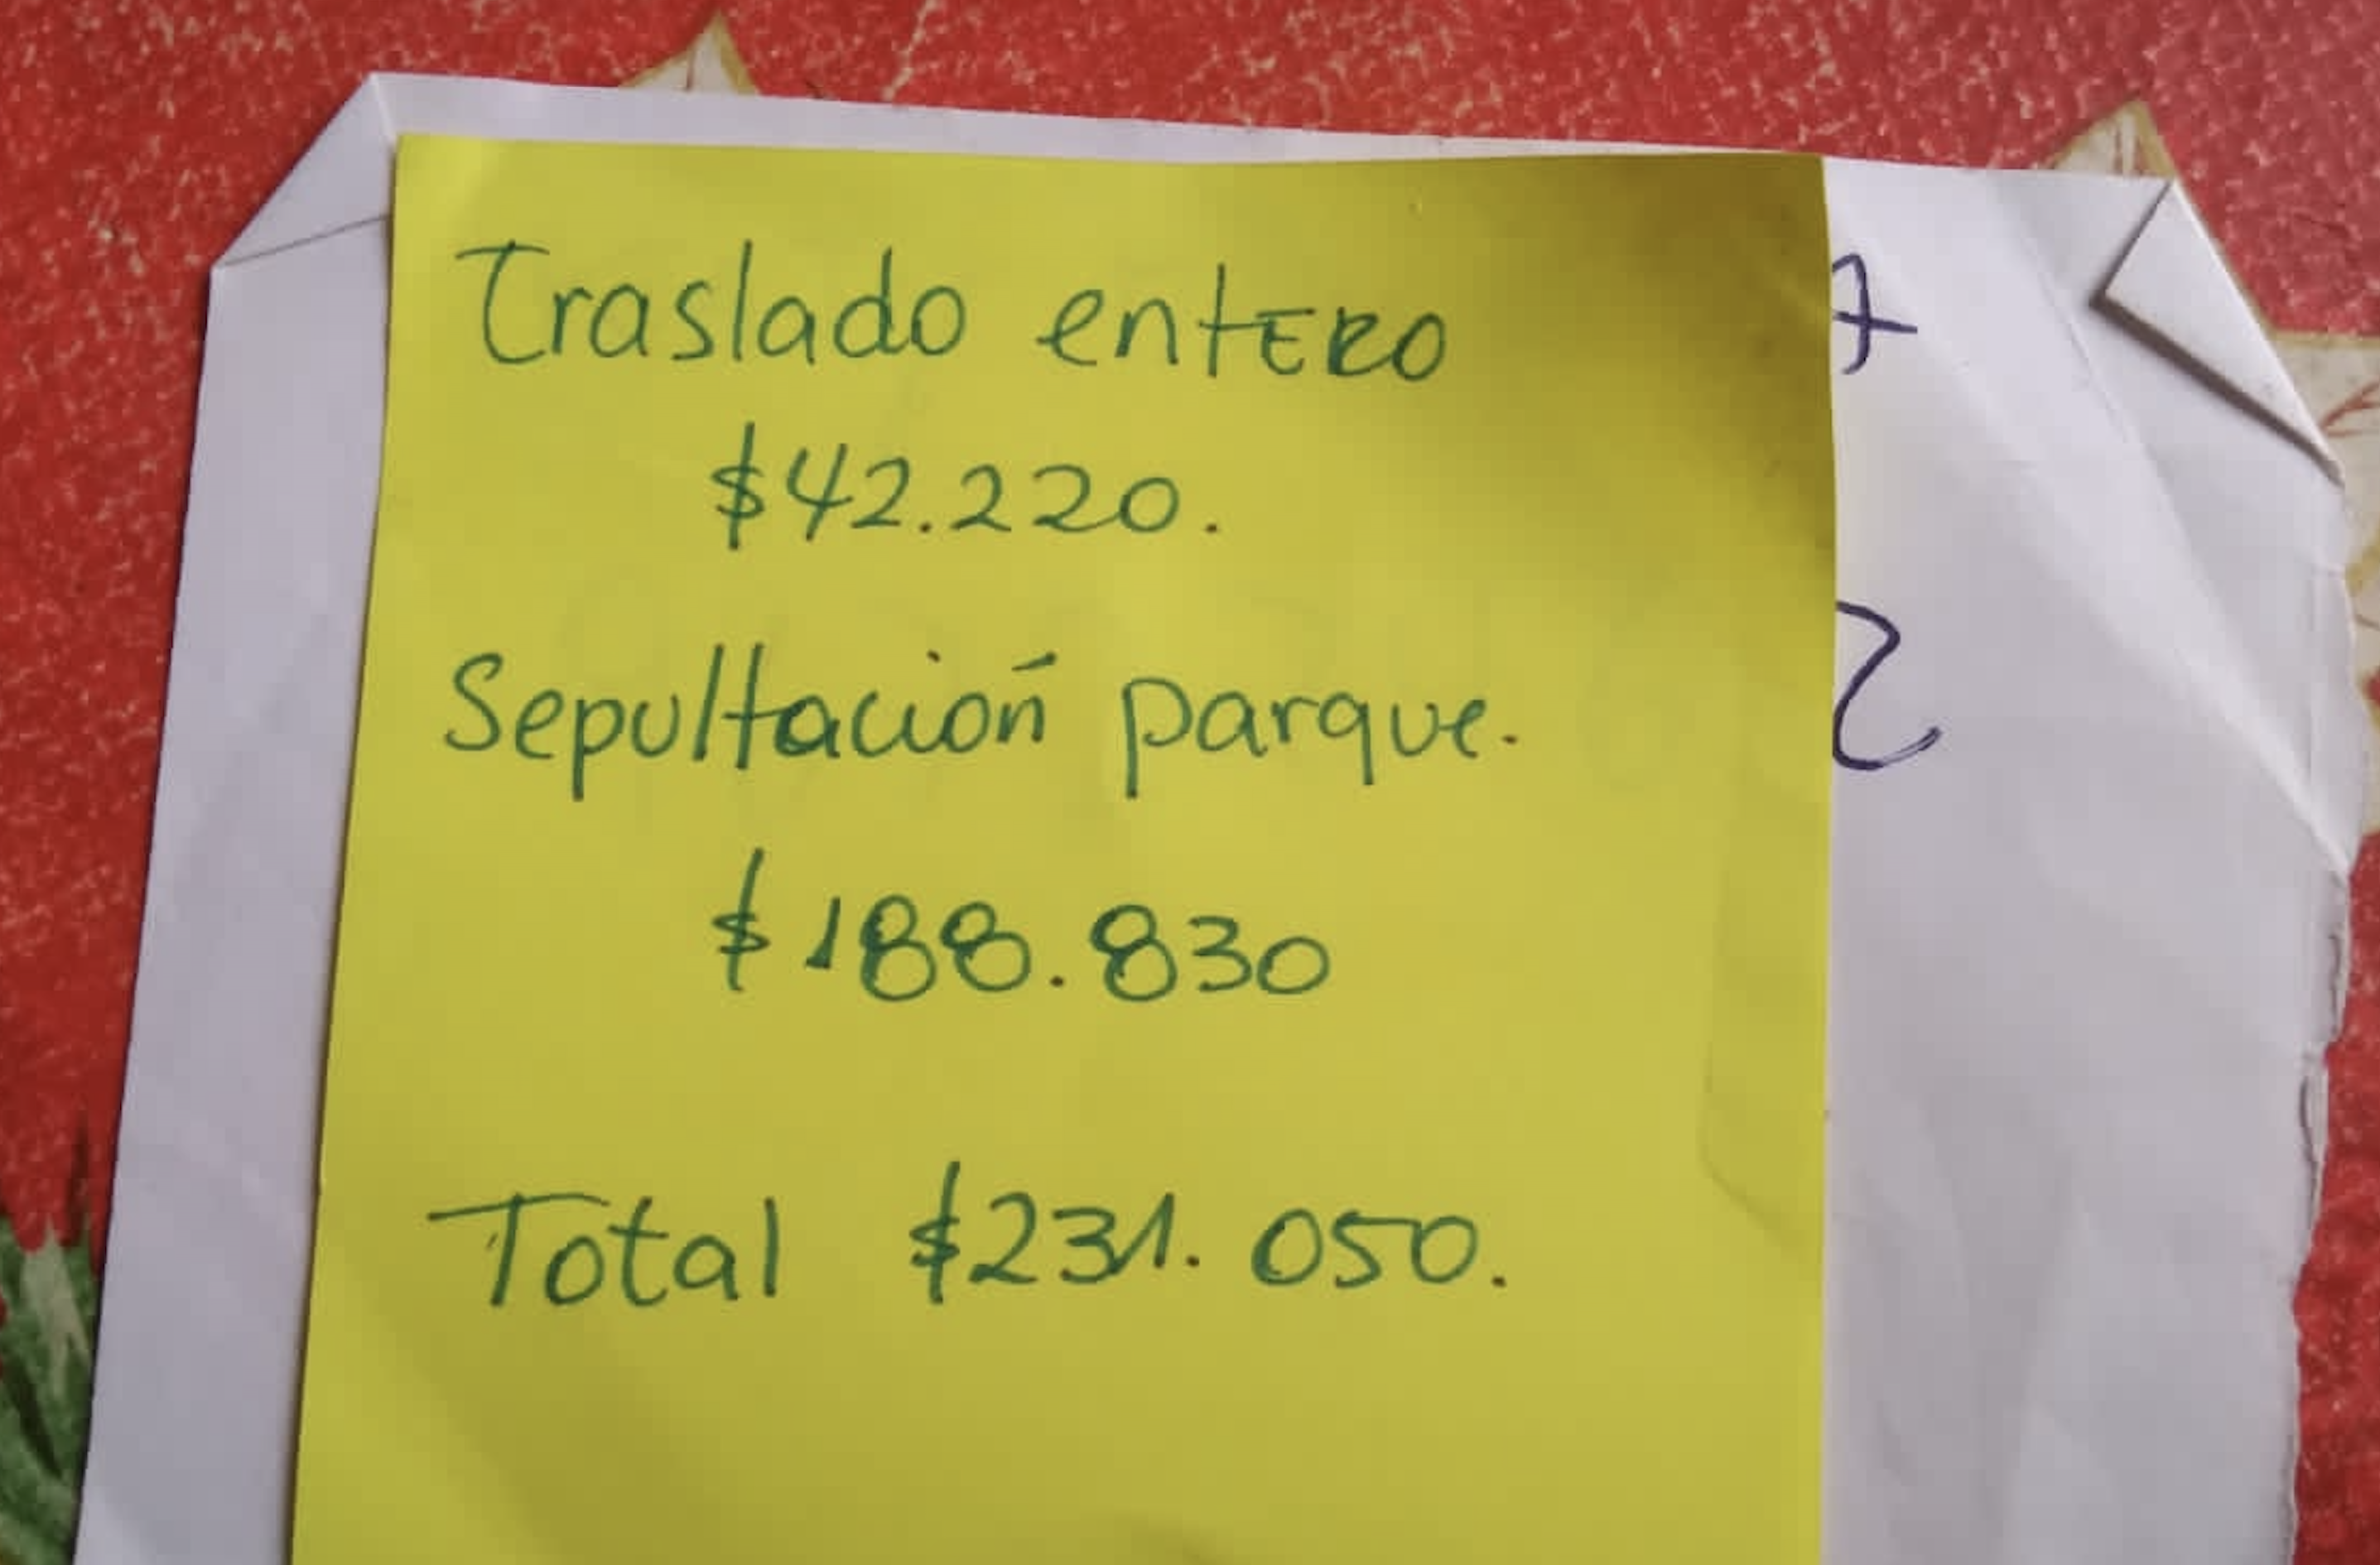 Traslado entERO
$42.220.
Sepultación parque.
$188.830
Total $231.050.